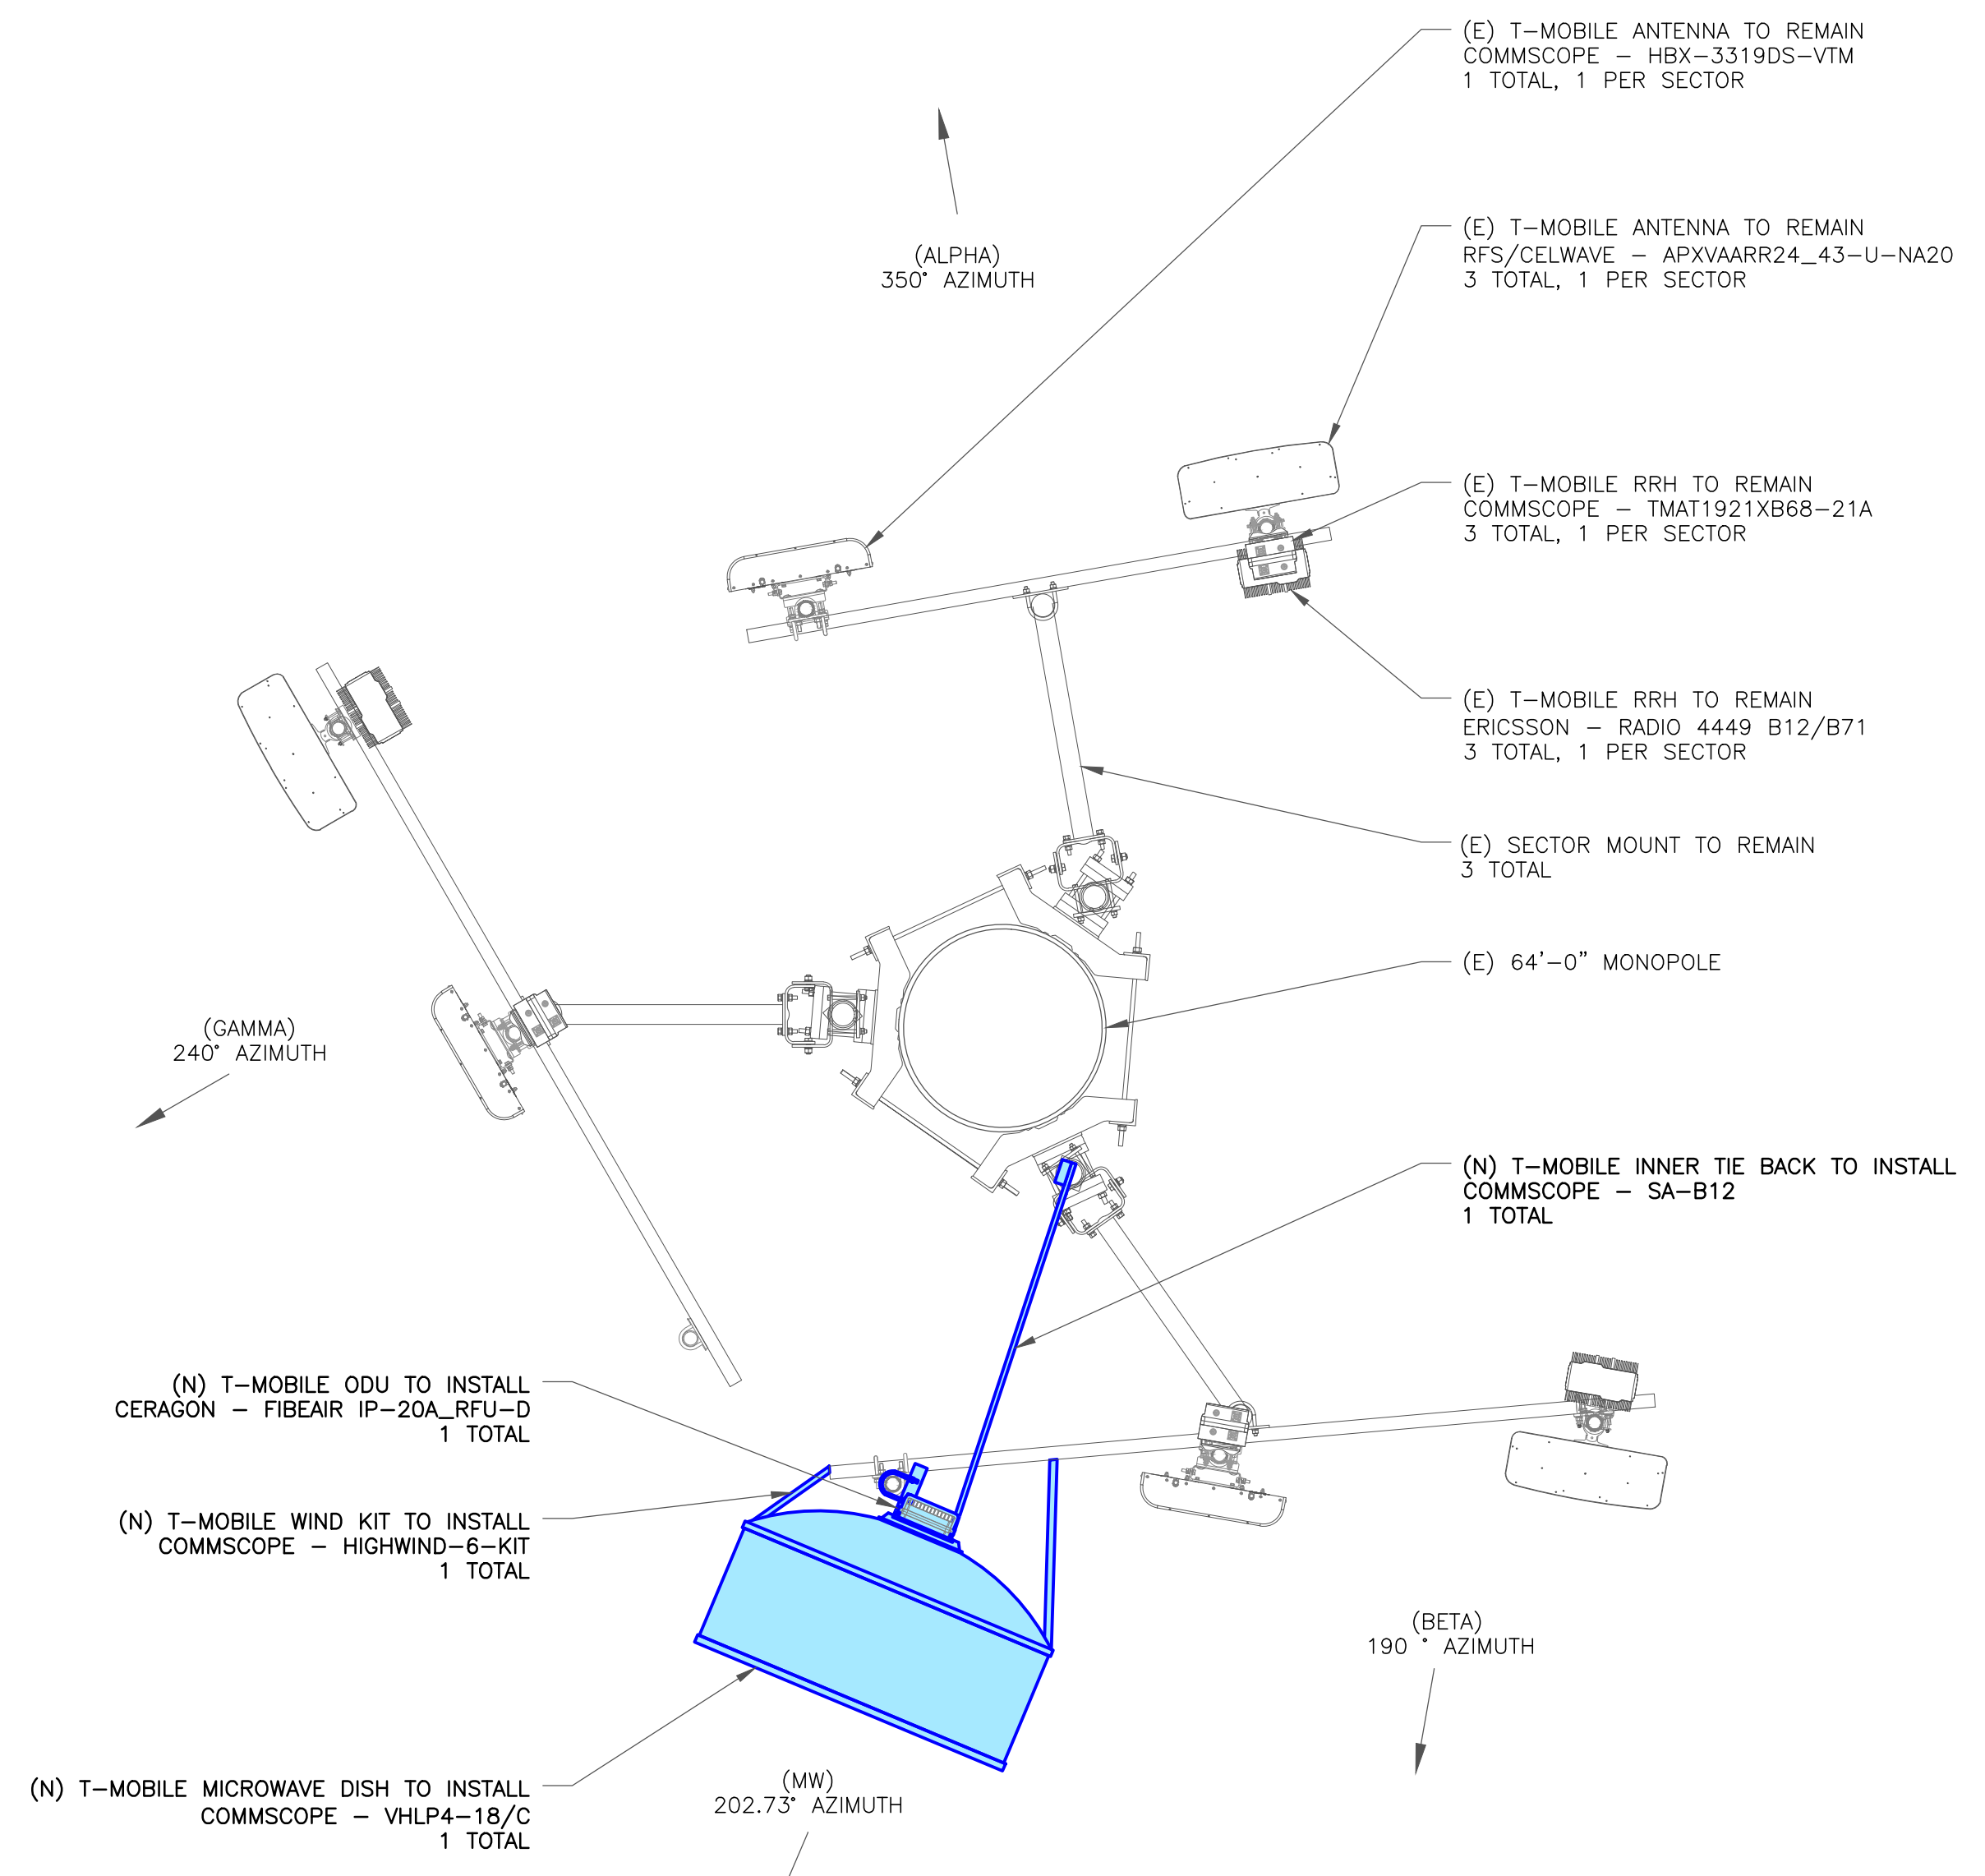 (E) T-MOBILE ANTENNA TO REMAIN
COMMSCOPE - HBX-3319DS-VTM
1 TOTAL, 1 PER SECTOR
(ALPHA)
350° AZIMUTH
(E) T-MOBILE ANTENNA TO REMAIN
RFS/CELWAVE - APXVAARR24_43-U-NA20
3 TOTAL, 1 PER SECTOR
(E) T-MOBILE RRH TO REMAIN
COMMSCOPE - TMAT1921XB68-21A
3 TOTAL, 1 PER SECTOR
(E) T-MOBILE RRH TO REMAIN
ERICSSON - RADIO 4449 B12/B71
3 TOTAL, 1 PER SECTOR
(E) SECTOR MOUNT TO REMAIN
3 TOTAL
(E) 64'-0" MONOPOLE
(GAMMA)
240° AZIMUTH
(N) T-MOBILE INNER TIE BACK TO INSTALL
COMMSCOPE - SA-B12
1 TOTAL
(N) T-MOBILE ODU TO INSTALL
CERAGON - FIBEAIR IP-20A_RFU-D
1 TOTAL
(N) T-MOBILE WIND KIT TO INSTALL
COMMSCOPE - HIGHWIND-6-KIT
1 TOTAL
(BETA)
190 ° AZIMUTH
(N) T-MOBILE MICROWAVE DISH TO INSTALL
COMMSCOPE - VHLP4-18/C
1 TOTAL
(MW)
202.73° AZIMUTH